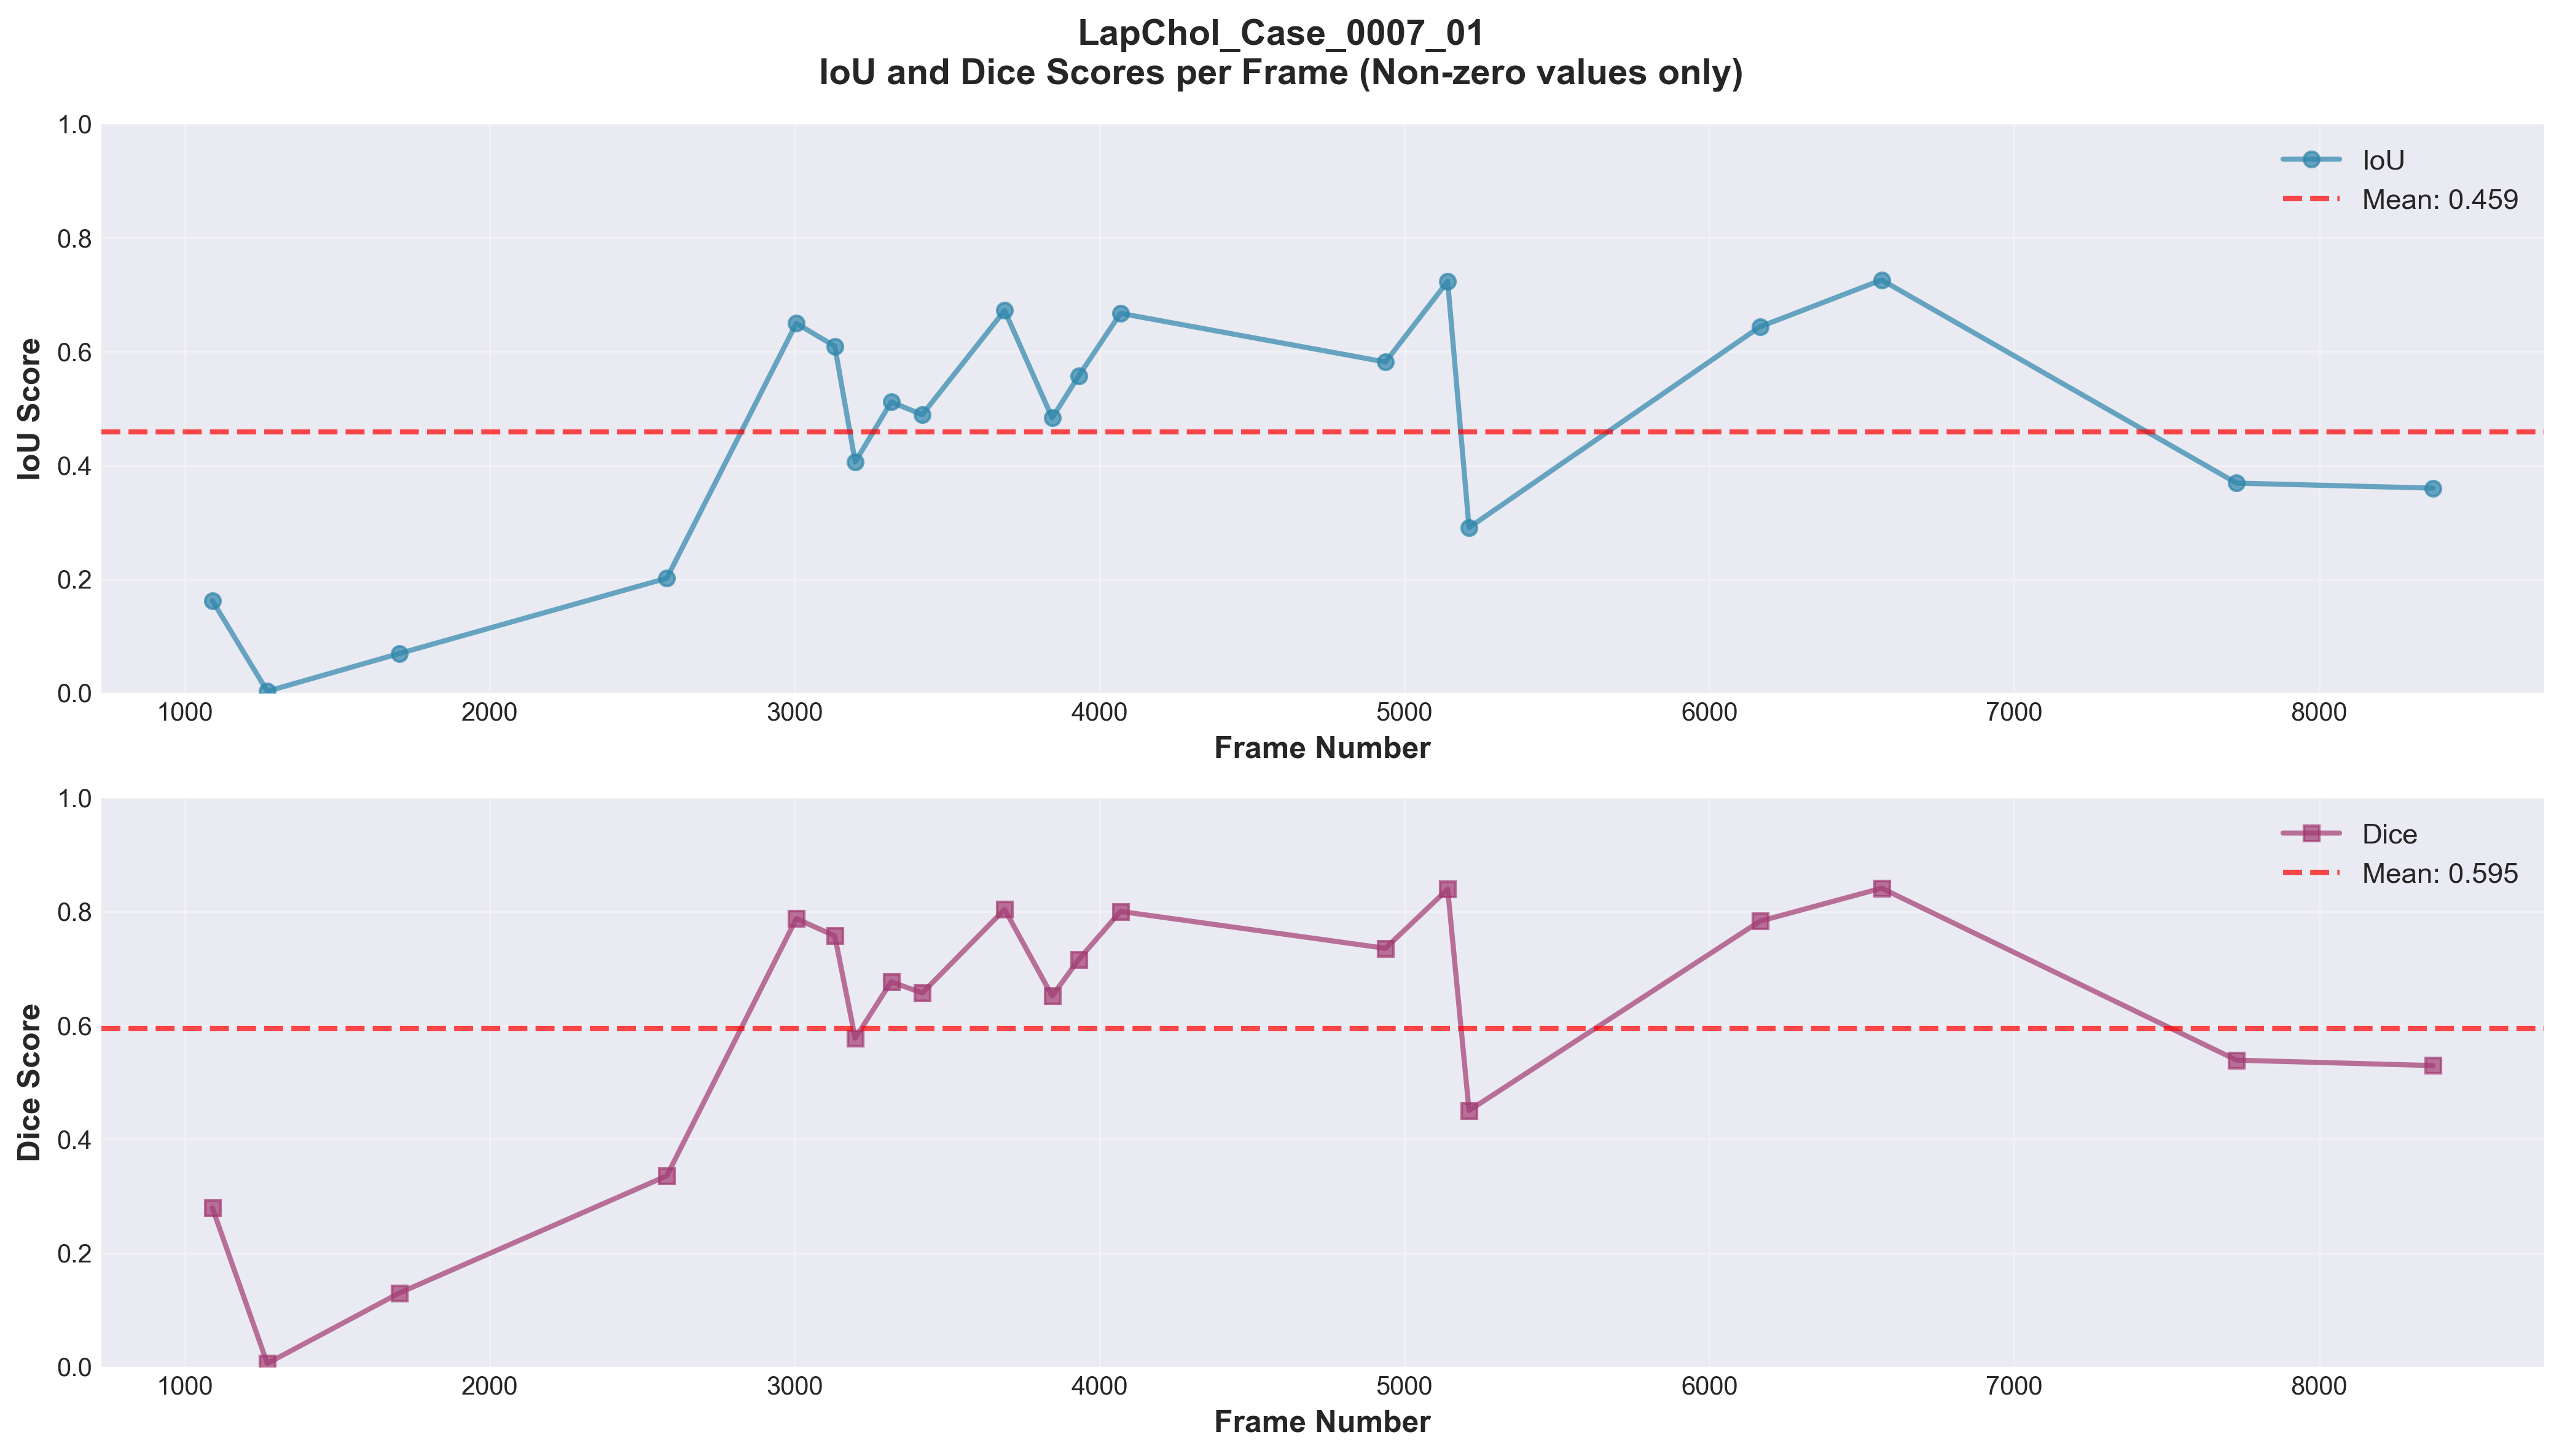 LapChol_Case_0007_01
IoU and Dice Scores per Frame (Non-zero values only)
1.0
0.8
0.6
0.4
0.2
0.0
IoU Score
IoU
Mean: 0.459
1000 2000 3000 4000 5000 6000 7000 8000
Frame Number
1.0
0.8
0.6
0.4
0.2
0.0
Dice Score
Dice
Mean: 0.595
1000 2000 3000 4000 5000 6000 7000 8000
Frame Number